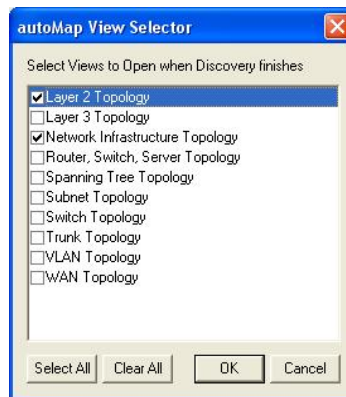 autoMap View Selector
Select Views to Open when Discovery finishes
Layer 2 Topology
Layer 3 Topology
Network Infrastructure Topology
Router, Switch, Server Topology
Spanning Tree Topology
Subnet Topology
Switch Topology
Trunk Topology
VLAN Topology
WAN Topology
Select All Clear All OK Cancel